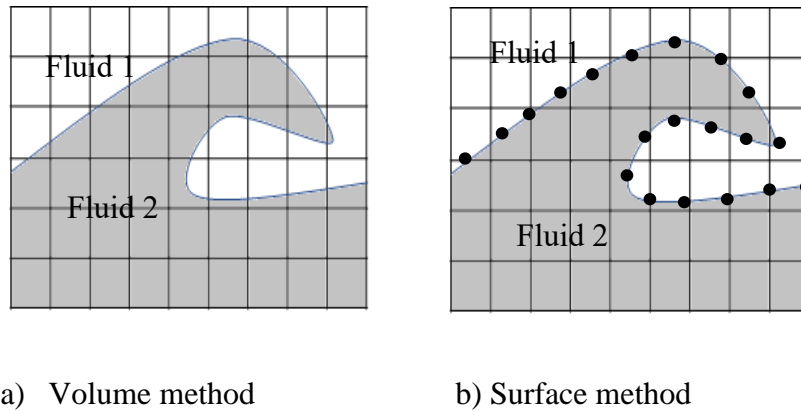 Fluid 1
Fluid 2
Fluid 1
Fluid 2
a) Volume method
b) Surface method